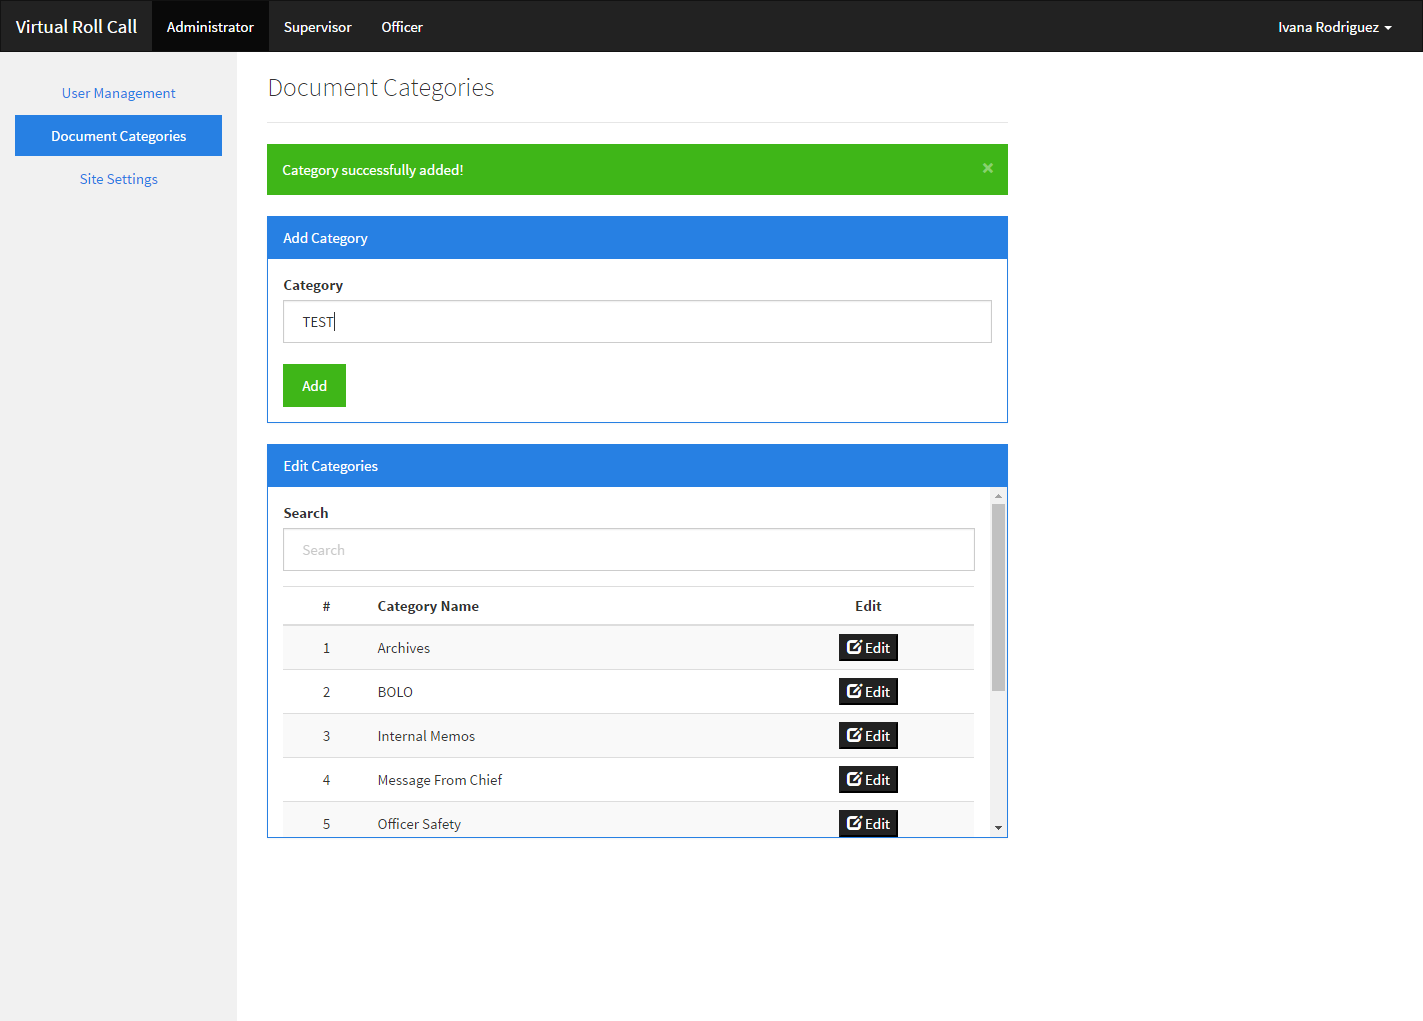 Virtual Roll Call Administrator Supervisor Officer Ivana Rodriguez
User Management
Document Categories
Site Settings
Document Categories
Category successfully added! ×
Add Category
Category
TEST
Add
Edit Categories
Search
Search
# Category Name Edit
1 Archives Edit
2 BOLO Edit
3 Internal Memos Edit
4 Message From Chief Edit
5 Officer Safety Edit